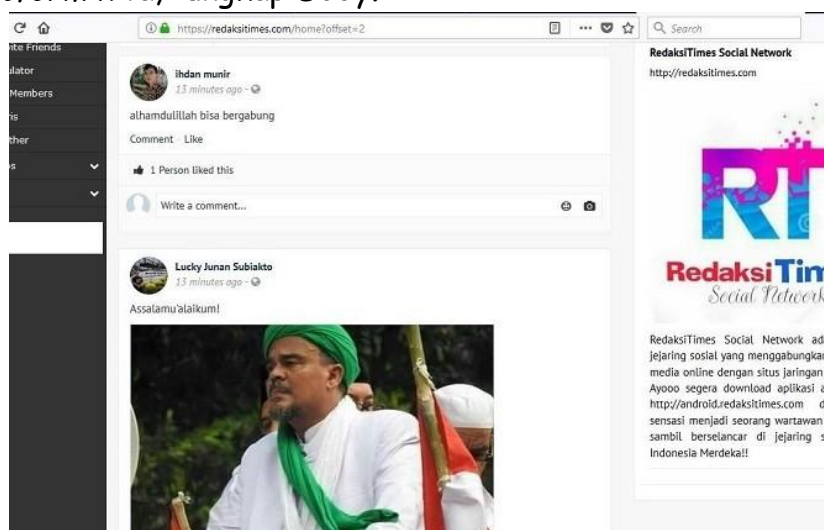 https://redaksitimes.com/home?offset=2
Search
ite Friends
ulator
Members
is
ther
s
ihdan munir
13 minutes ago -
alhamdulillah bisa bergabung
Comment · Like
1 Person liked this
Write a comment...
Lucky Junan Subiakto
13 minutes ago -
Assalamu'alaikum!
RedaksiTimes Social Network
http://redaksitimes.com
RT
RedaksiTim
Social Network
RedaksiTimes Social Network ad
jejaring sosial yang menggabungkan
media online dengan situs jaringan
Ayooo segera download aplikasi a
http://android.redaksitimes.com d
sensasi menjadi seorang wartawan
sambil berselancar di jejaring s
Indonesia Merdeka!!